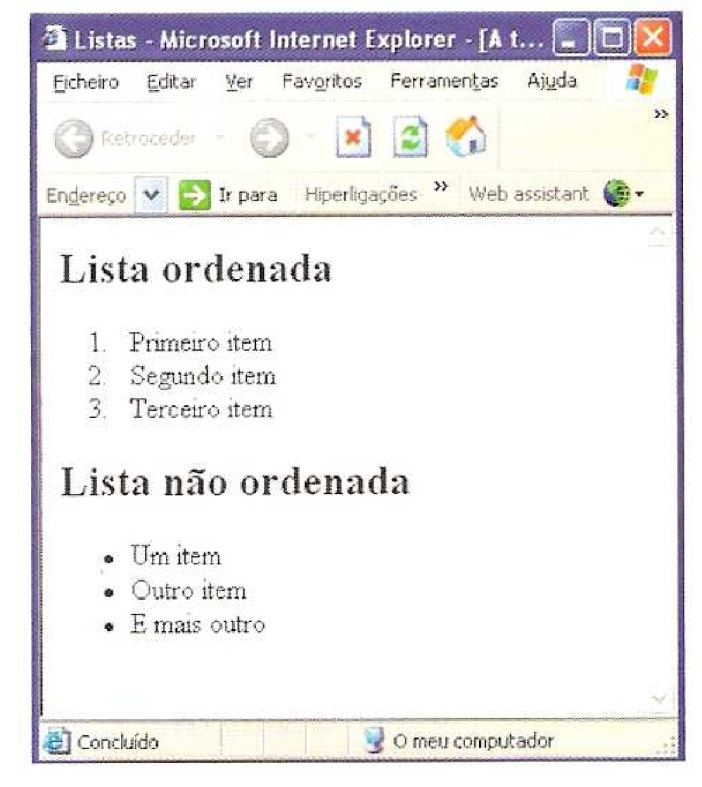 Listas - Microsoft Internet Explorer - [A t...
Ficheiro Editar Ver Favoritos Ferramentas Ajuda
Retroceder
Endereço Ir para Hiperligações Web assistant
Lista ordenada
1. Primeiro item
2. Segundo item
3. Terceiro item
Lista não ordenada
• Um item
• Outro item
• E mais outro
Concluído O meu computador